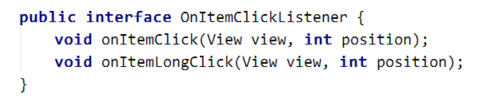 public interface OnItemClickListener {
    void onItemClick(View view, int position);
    void onItemLongClick(View view, int position);
}